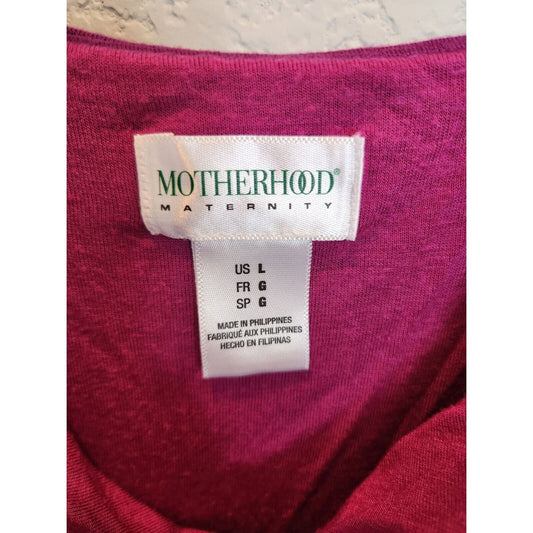 MOTHERHOOD®
MATERNITY
US L
FR G
SP G
MADE IN PHILIPPINES
FABRIQUÉ AUX PHILIPPINES
HECHO EN FILIPINAS